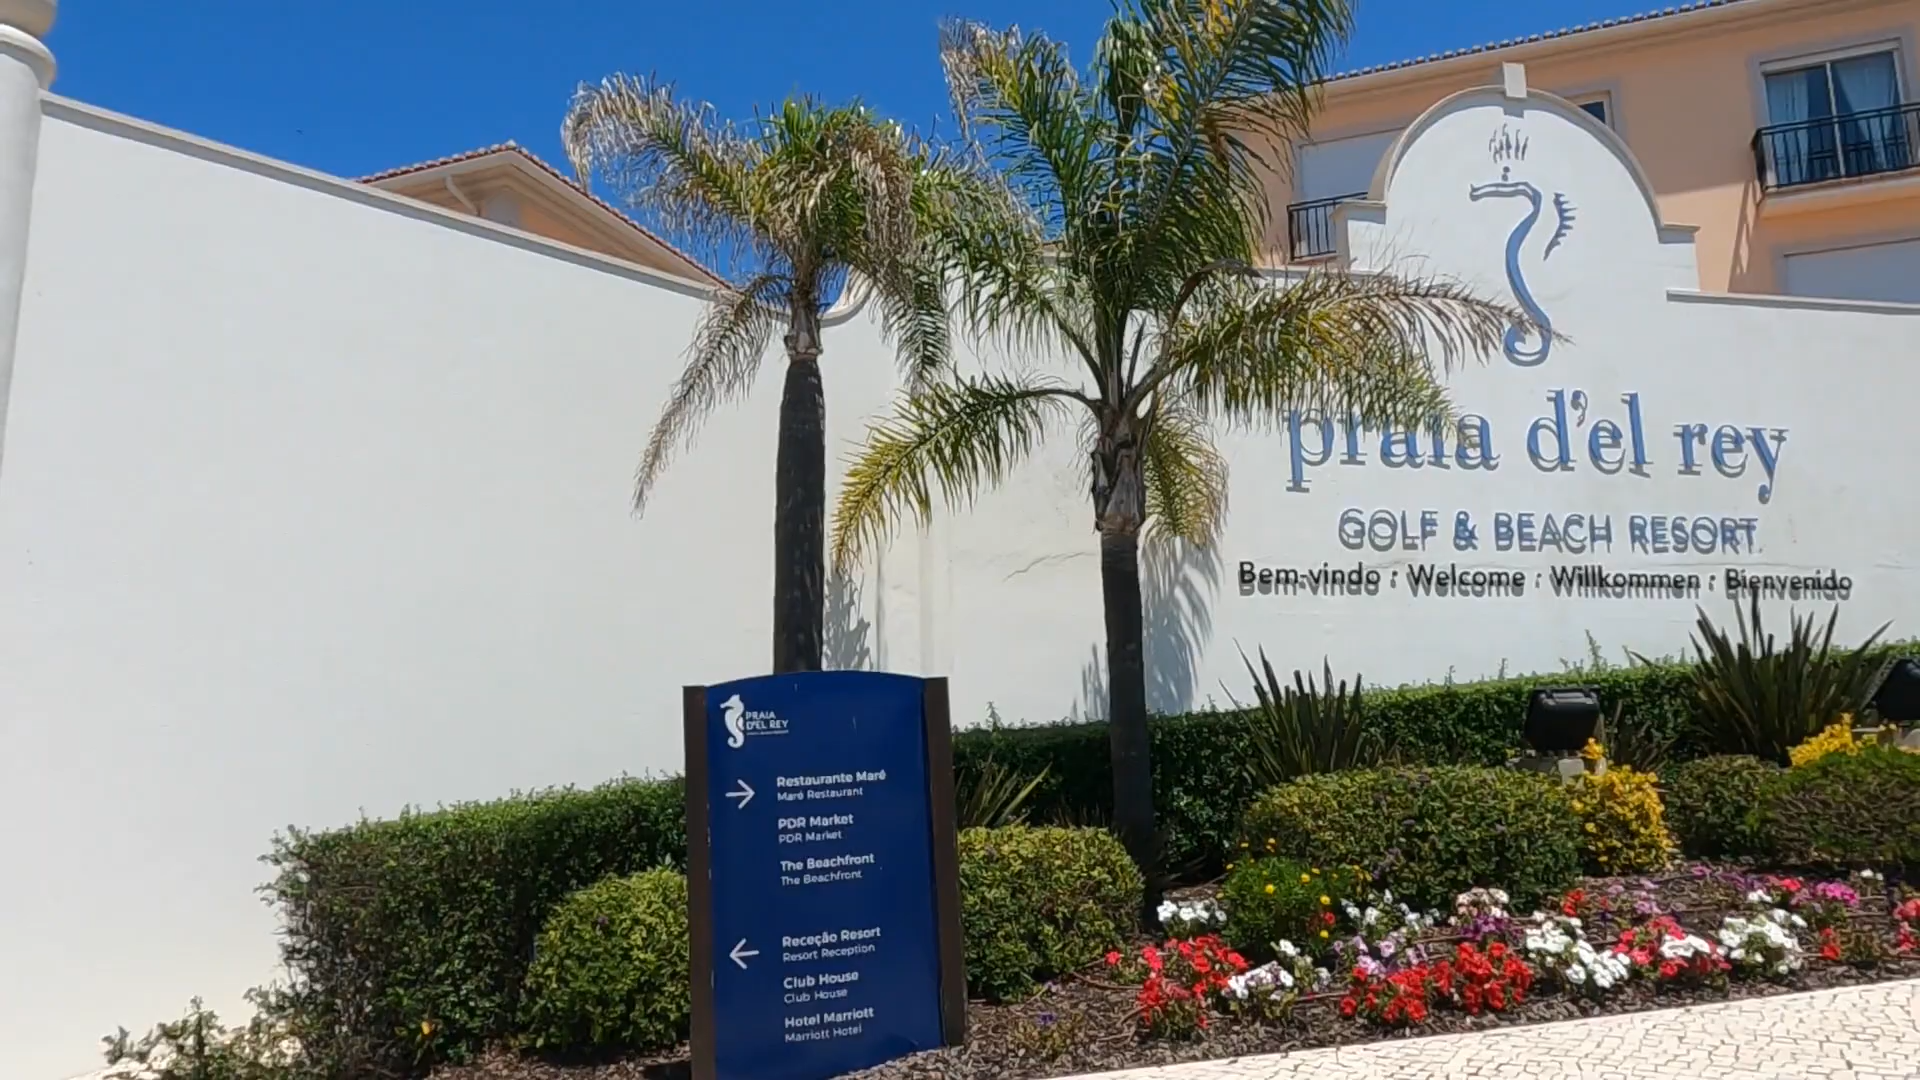 praia d'el rey
GOLF & BEACH RESORT
Bem-vindo : Welcome : Willkommen : Bienvenido
PRAIA
D'EL REY
Restaurante Maré
Maré Restaurant
PDR Market
PDR Market
The Beachfront
The Beachfront
Receção Resort
Resort Reception
Club House
Club House
Hotel Marriott
Marriott Hotel